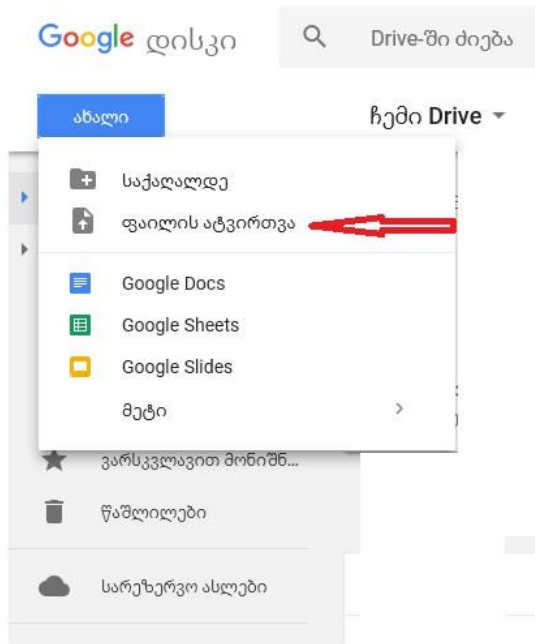 Google დისკი
Drive-ში ძიება
ახალი
ჩემი Drive
საქაღალდე
ფაილის ატვირთვა
Google Docs
Google Sheets
Google Slides
მეტი
ვარსკვლავით მონიშნ...
წაშლილები
სარეზერვო ასლები